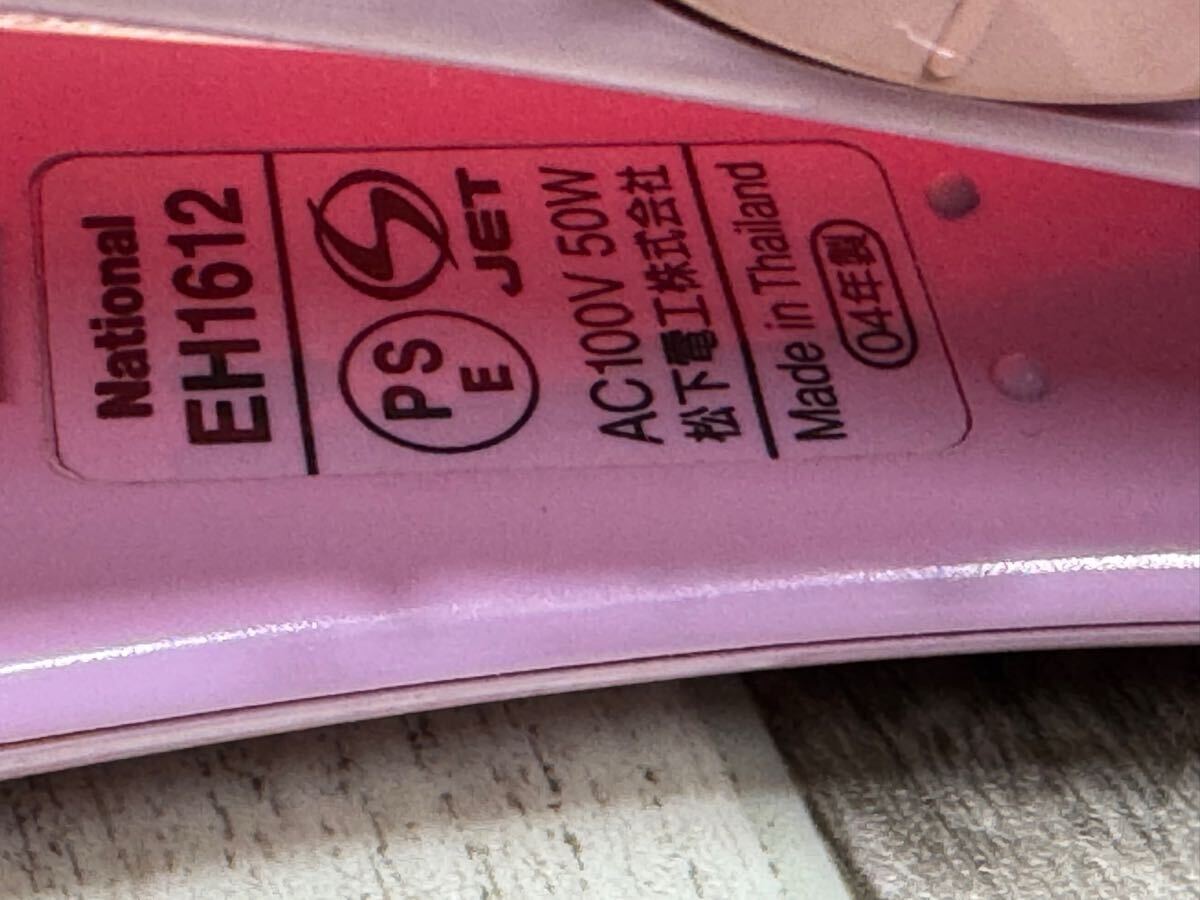 National
EH1612
PS
E
JET
AC100V 50W
松下電工株式会社
Made in Thailand
04年製